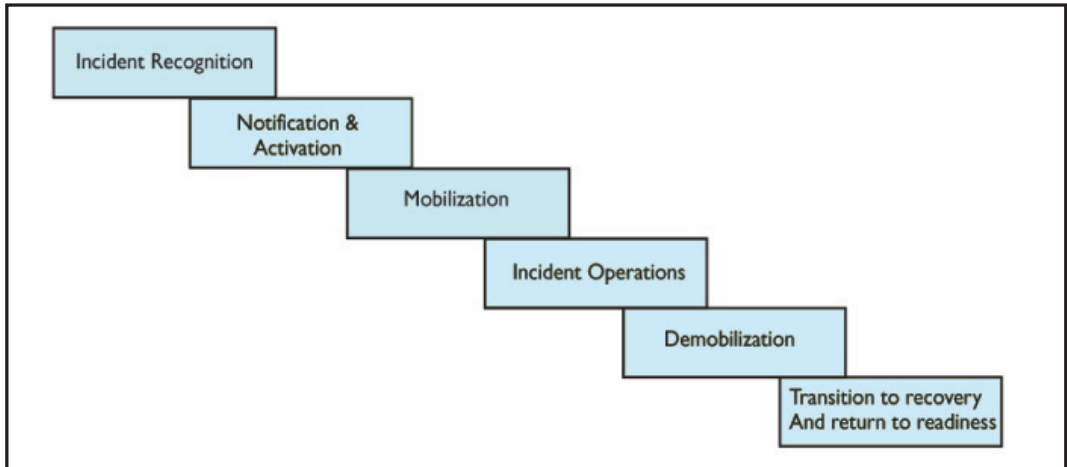 Incident Recognition
Notification &
Activation
Mobilization
Incident Operations
Demobilization
Transition to recovery
And return to readiness